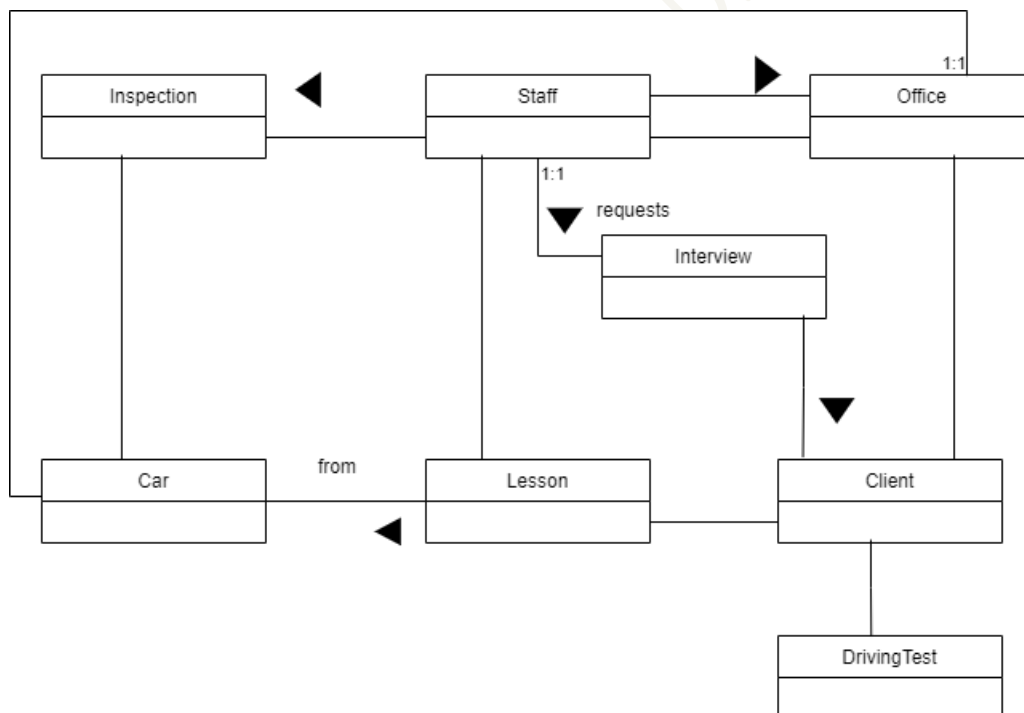 1:1
Inspection
Staff
Office
1:1
requests
Interview
from
Car
Lesson
Client
DrivingTest